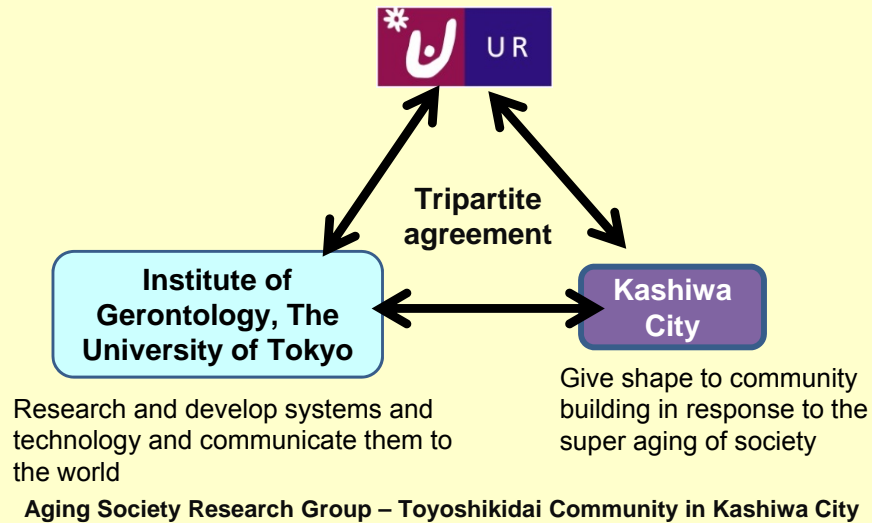 UR
Tripartite
agreement
Institute of
Gerontology, The
University of Tokyo
Kashiwa
City
Research and develop systems and
technology and communicate them to
the world
Give shape to community
building in response to the
super aging of society
Aging Society Research Group – Toyoshikidai Community in Kashiwa City